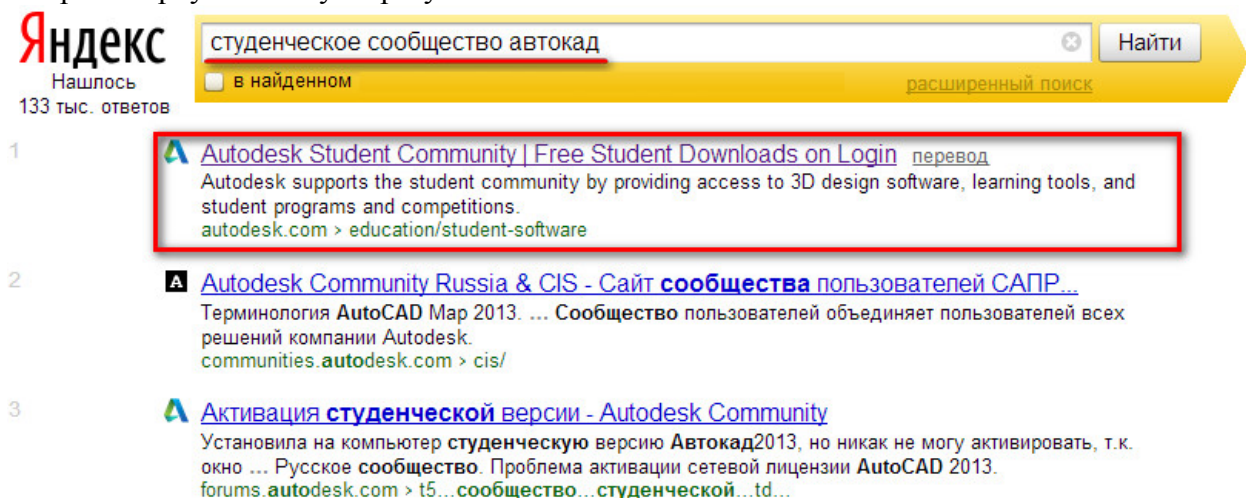 Яндекс
Нашлось
133 тыс. ответов
студенческое сообщество автокад
Найти
в найденном
расширенный поиск
1
Autodesk Student Community | Free Student Downloads on Login перевод
Autodesk supports the student community by providing access to 3D design software, learning tools, and
student programs and competitions.
autodesk.com › education/student-software
2
A
Autodesk Community Russia & CIS - Сайт сообщества пользователей САПР...
Терминология AutoCAD Map 2013. ... Сообщество пользователей объединяет пользователей всех
решений компании Autodesk.
communities.autodesk.com › cis/
3
Активация студенческой версии - Autodesk Community
Установила на компьютер студенческую версию Автокад2013, но никак не могу активировать, т.к.
окно ... Русское сообщество. Проблема активации сетевой лицензии AutoCAD 2013.
forums.autodesk.com › t5...сообщество...студенческой...td...